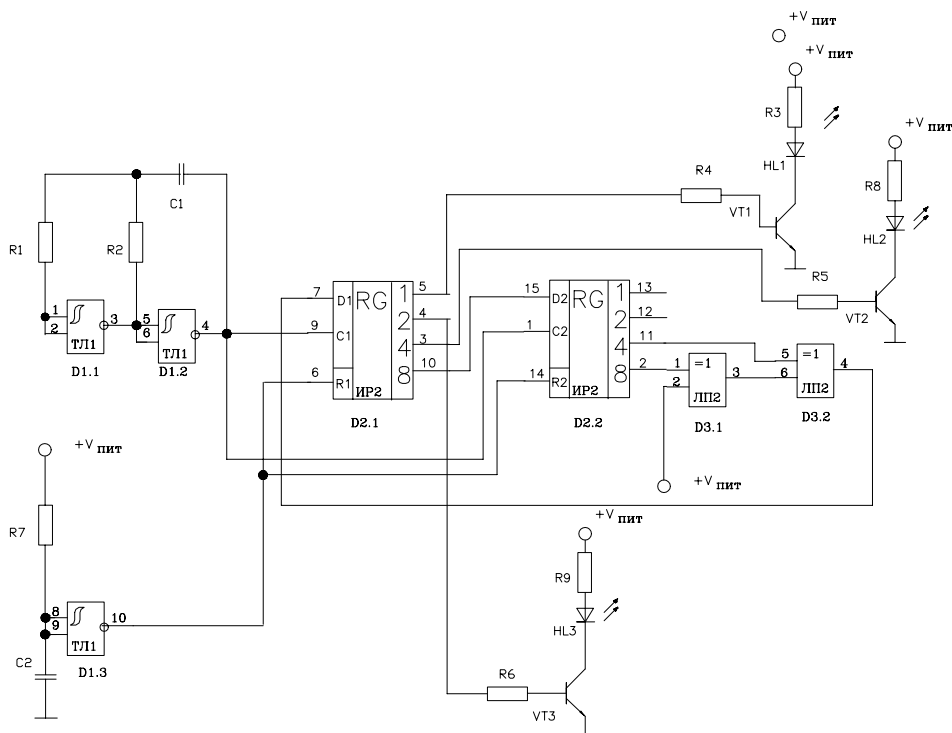 +V пит
+V пит
R3
HL1
+V пит
R8
HL2
C1
R1
R2
R4
VT1
R5
VT2
1
2
ТЛ1
3
D1.1
5
6
ТЛ1
4
D1.2
7
9
6
D1
C1
R1
RG
ИР2
1
2
4
8
5
4
3
10
D2.1
15
1
14
D2
C2
R2
RG
ИР2
1
2
4
8
13
12
11
2
D2.2
1
2
=1
ЛП2
3
D3.1
5
6
=1
ЛП2
4
D3.2
+V пит
+V пит
R7
8
9
ТЛ1
10
D1.3
C2
+V пит
R9
HL3
R6
VT3